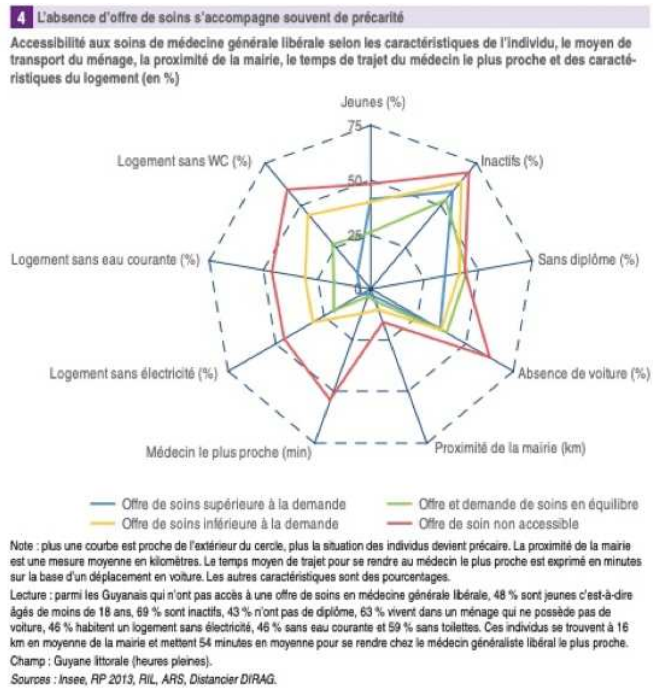 4 L'absence d'offre de soins s'accompagne souvent de précarité
Accessibilité aux soins de médecine générale libérale selon les caractéristiques de l'individu, le moyen de
transport du ménage, la proximité de la mairie, le temps de trajet du médecin le plus proche et des caracté-
ristiques du logement (en %)
Jeunes (%)
75
Logement sans WC (%)
Inactifs (%)
50
25
Logement sans eau courante (%)
Sans diplôme (%)
0
Logement sans électricité (%)
Absence de voiture (%)
Médecin le plus proche (min)
Proximité de la mairie (km)
Offre de soins supérieure à la demande
Offre et demande de soins en équilibre
Offre de soins inférieure à la demande
Offre de soin non accessible
Note : plus une courbe est proche de l'extérieur du cercle, plus la situation des individus devient précaire. La proximité de la mairie
est une mesure moyenne en kilomètres. Le temps moyen de trajet pour se rendre au médecin le plus proche est exprimé en minutes
sur la base d'un déplacement en voiture. Les autres caractéristiques sont des pourcentages.
Lecture : parmi les Guyanais qui n'ont pas accès à une offre de soins en médecine générale libérale, 48 % sont jeunes c'est-à-dire
âgés de moins de 18 ans, 69 % sont inactifs, 43 % n'ont pas de diplôme, 63 % vivent dans un ménage qui ne possède pas de
voiture, 46 % habitent un logement sans électricité, 46 % sans eau courante et 59 % sans toilettes. Ces individus se trouvent à 16
km en moyenne de la mairie et mettent 54 minutes en moyenne pour se rendre chez le médecin généraliste libéral le plus proche.
Champ : Guyane littorale (heures pleines).
Sources : Insee, RP 2013, RIL, ARS, Distancier DIRAG.